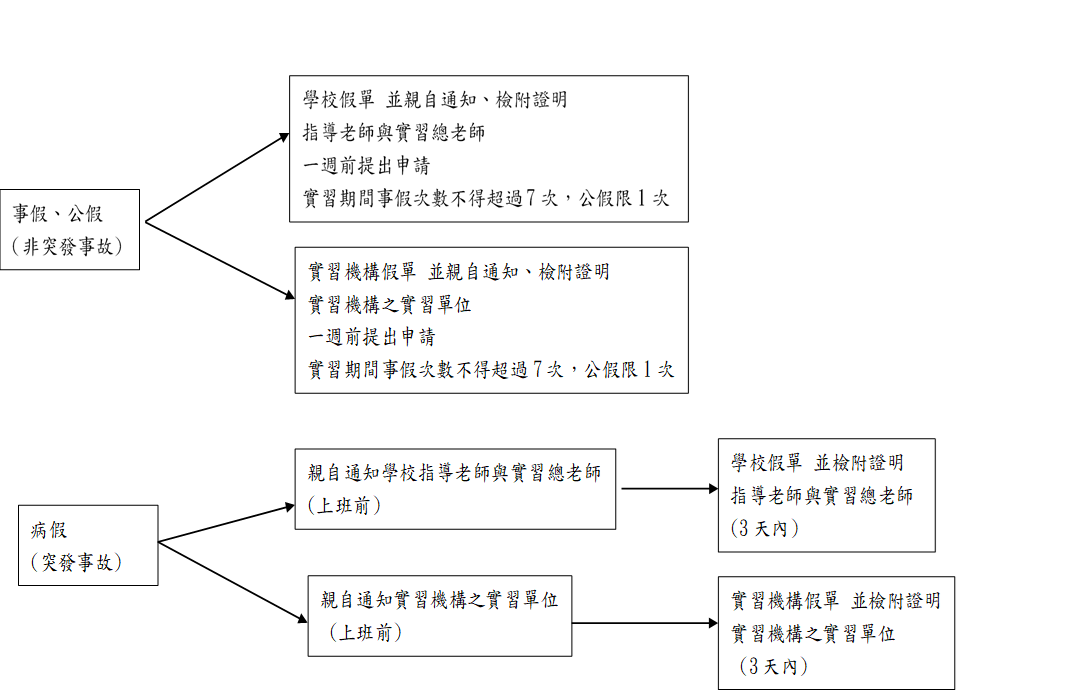 學校假單 並親自通知、檢附證明
指導老師與實習總老師
一週前提出申請
實習期間事假次數不得超過7次，公假限1次
事假、公假
(非突發事故)
實習機構假單 並親自通知、檢附證明
實習機構之實習單位
一週前提出申請
實習期間事假次數不得超過7次，公假限1次
病假
(突發事故)
親自通知學校指導老師與實習總老師
(上班前)
學校假單 並檢附證明
指導老師與實習總老師
(3天內)
親自通知實習機構之實習單位
(上班前)
實習機構假單 並檢附證明
實習機構之實習單位
(3天內)